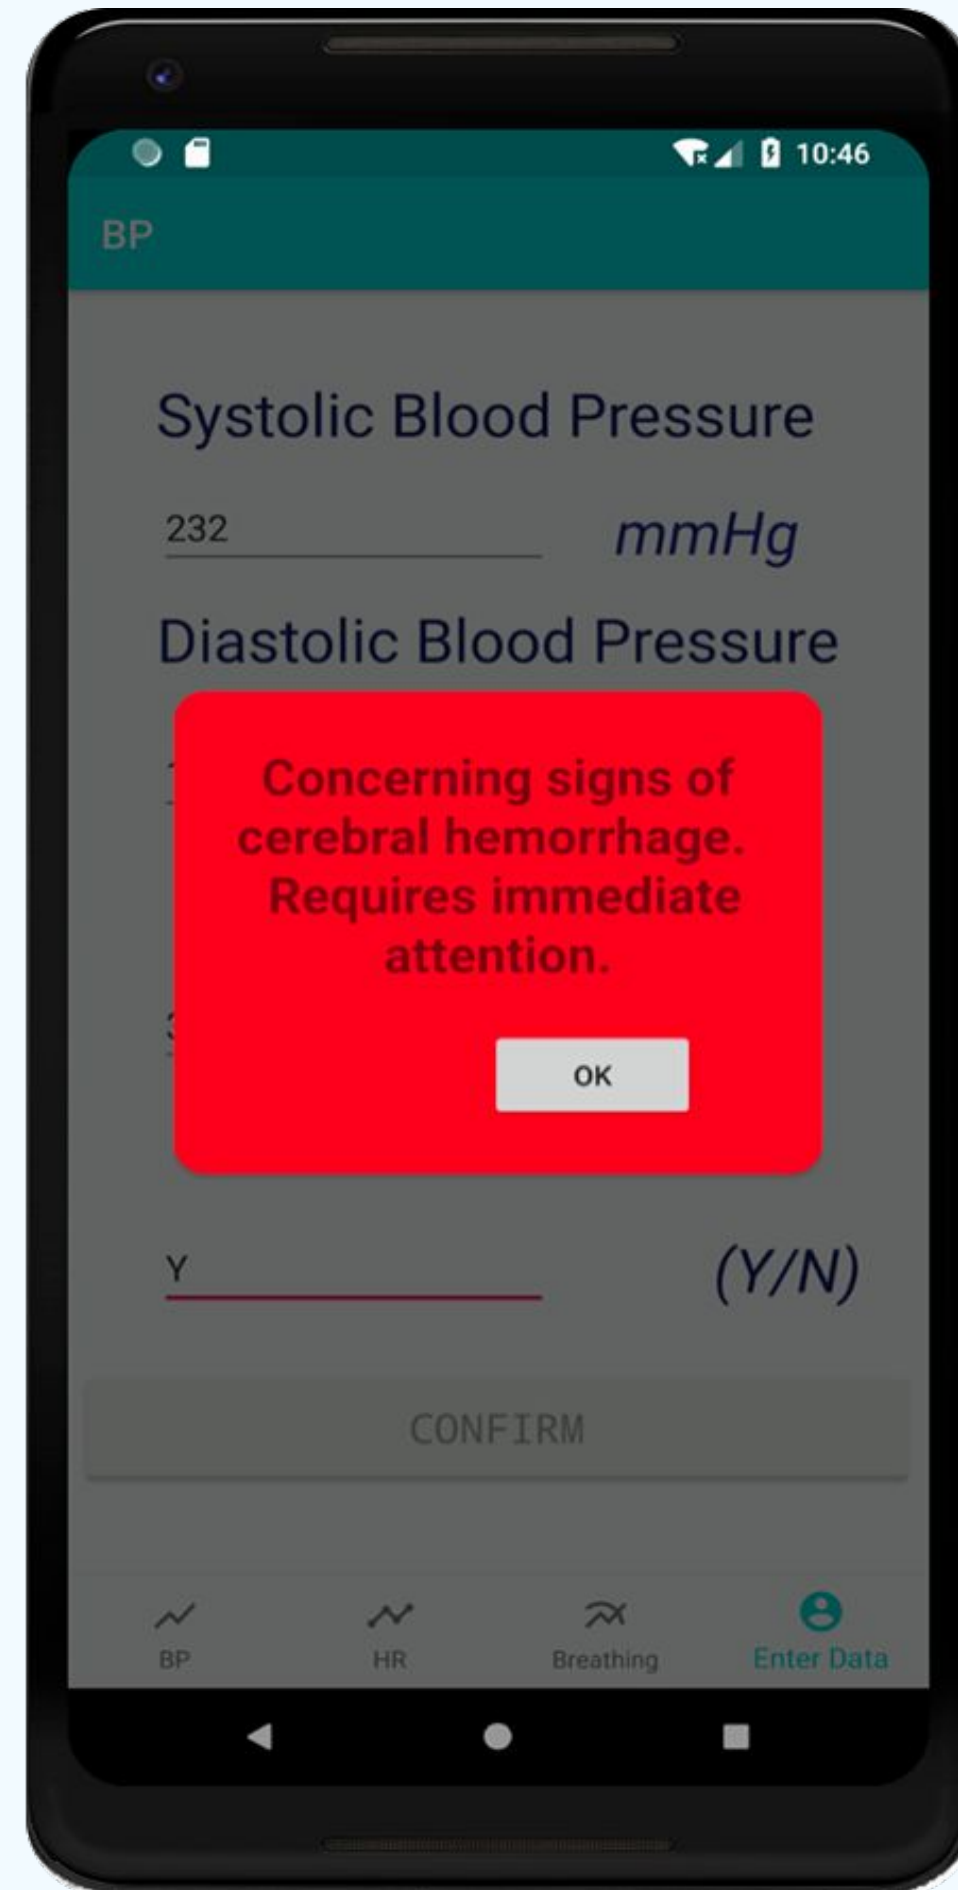 10:46
BP
Systolic Blood Pressure
232 mmHg
Diastolic Blood Pressure
Concerning signs of
cerebral hemorrhage.
Requires immediate
attention.
OK
Y (Y/N)
CONFIRM
BP HR Breathing Enter Data